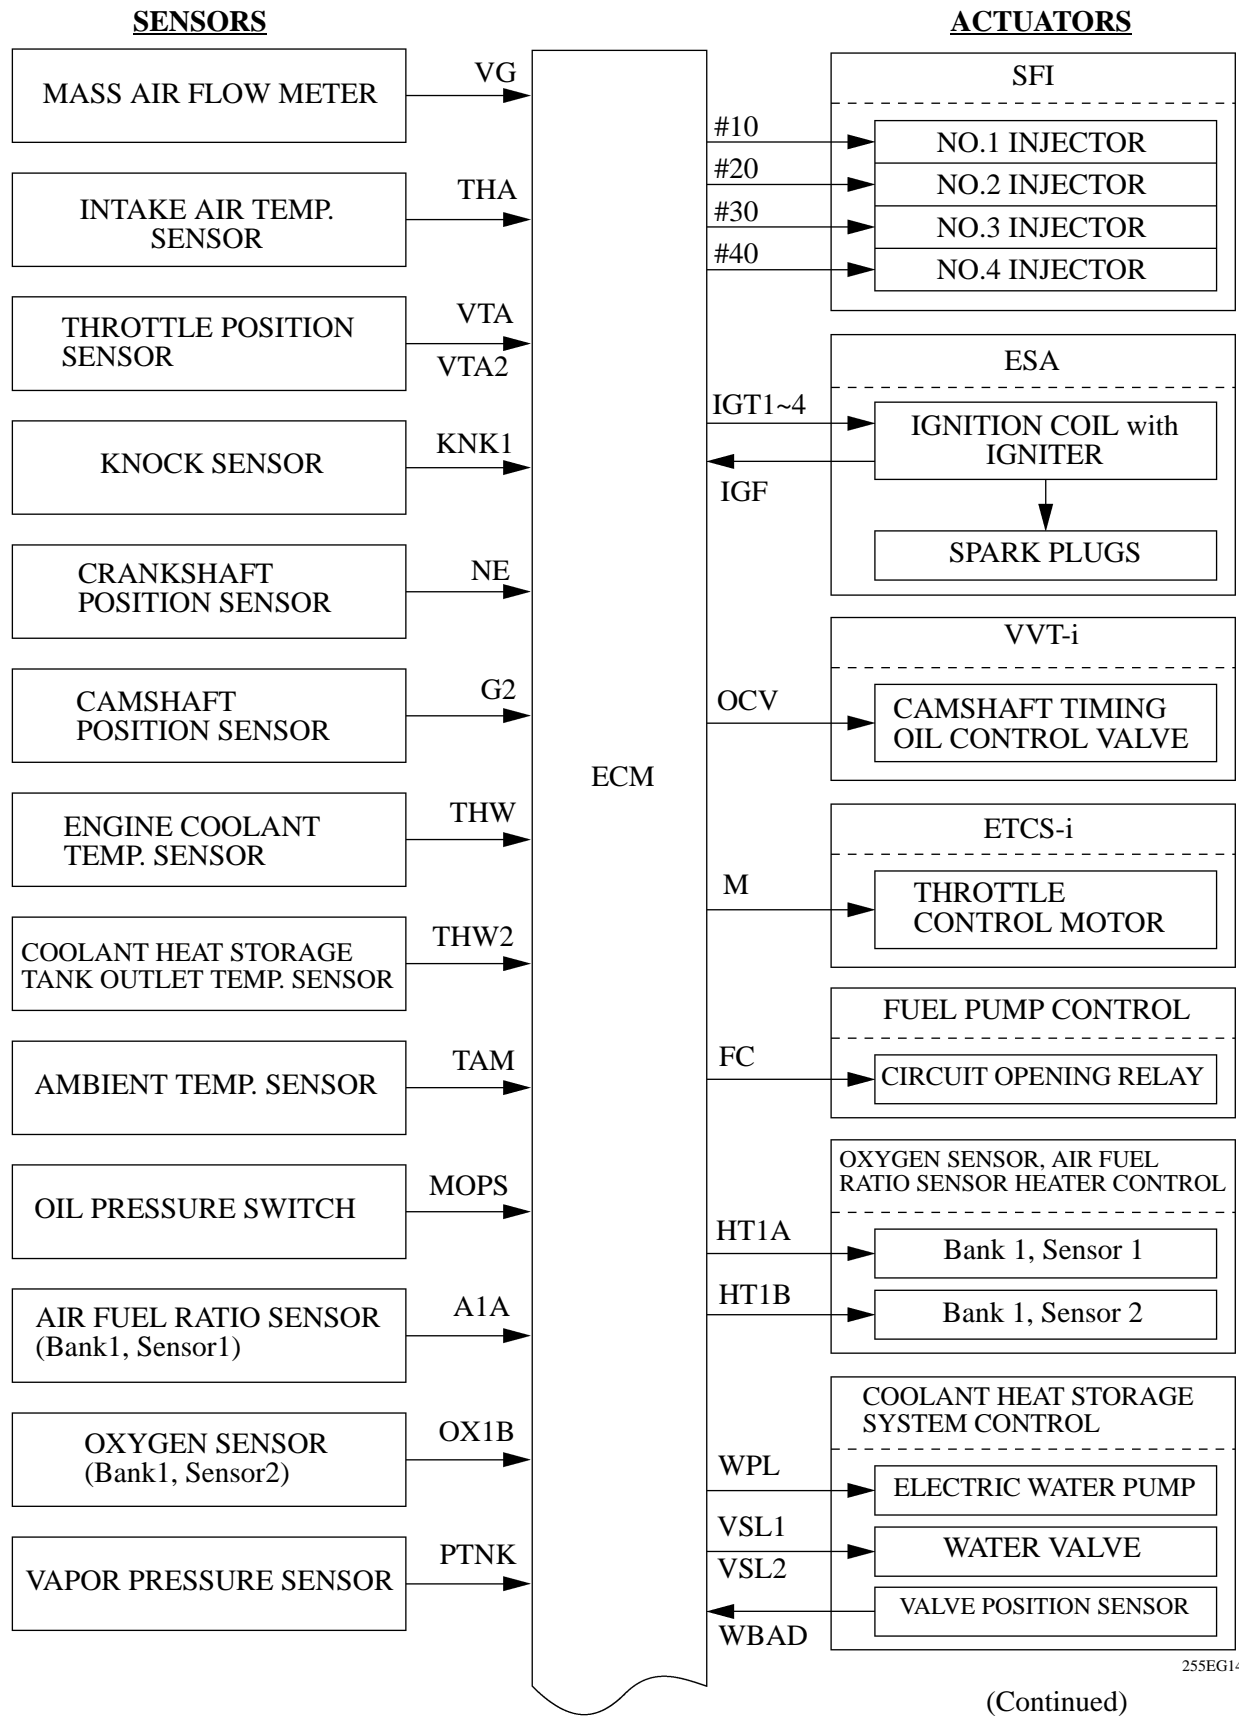 SENSORS
MASS AIR FLOW METER
VG
INTAKE AIR TEMP.
SENSOR
THA
THROTTLE POSITION
SENSOR
VTA
VTA2
KNOCK SENSOR
KNK1
CRANKSHAFT
POSITION SENSOR
NE
CAMSHAFT
POSITION SENSOR
G2
ENGINE COOLANT
TEMP. SENSOR
THW
COOLANT HEAT STORAGE
TANK OUTLET TEMP. SENSOR
THW2
AMBIENT TEMP. SENSOR
TAM
OIL PRESSURE SWITCH
MOPS
AIR FUEL RATIO SENSOR
(Bank1, Sensor1)
A1A
OXYGEN SENSOR
(Bank1, Sensor2)
OX1B
VAPOR PRESSURE SENSOR
PTNK
ECM
ACTUATORS
SFI
#10
NO.1 INJECTOR
#20
NO.2 INJECTOR
#30
NO.3 INJECTOR
#40
NO.4 INJECTOR
ESA
IGT1~4
IGNITION COIL with
IGNITER
IGF
SPARK PLUGS
VVT-i
OCV
CAMSHAFT TIMING
OIL CONTROL VALVE
ETCS-i
M
THROTTLE
CONTROL MOTOR
FUEL PUMP CONTROL
FC
CIRCUIT OPENING RELAY
OXYGEN SENSOR, AIR FUEL
RATIO SENSOR HEATER CONTROL
HT1A
Bank 1, Sensor 1
HT1B
Bank 1, Sensor 2
COOLANT HEAT STORAGE
SYSTEM CONTROL
WPL
ELECTRIC WATER PUMP
VSL1
WATER VALVE
VSL2
VALVE POSITION SENSOR
WBAD
255EG14
(Continued)